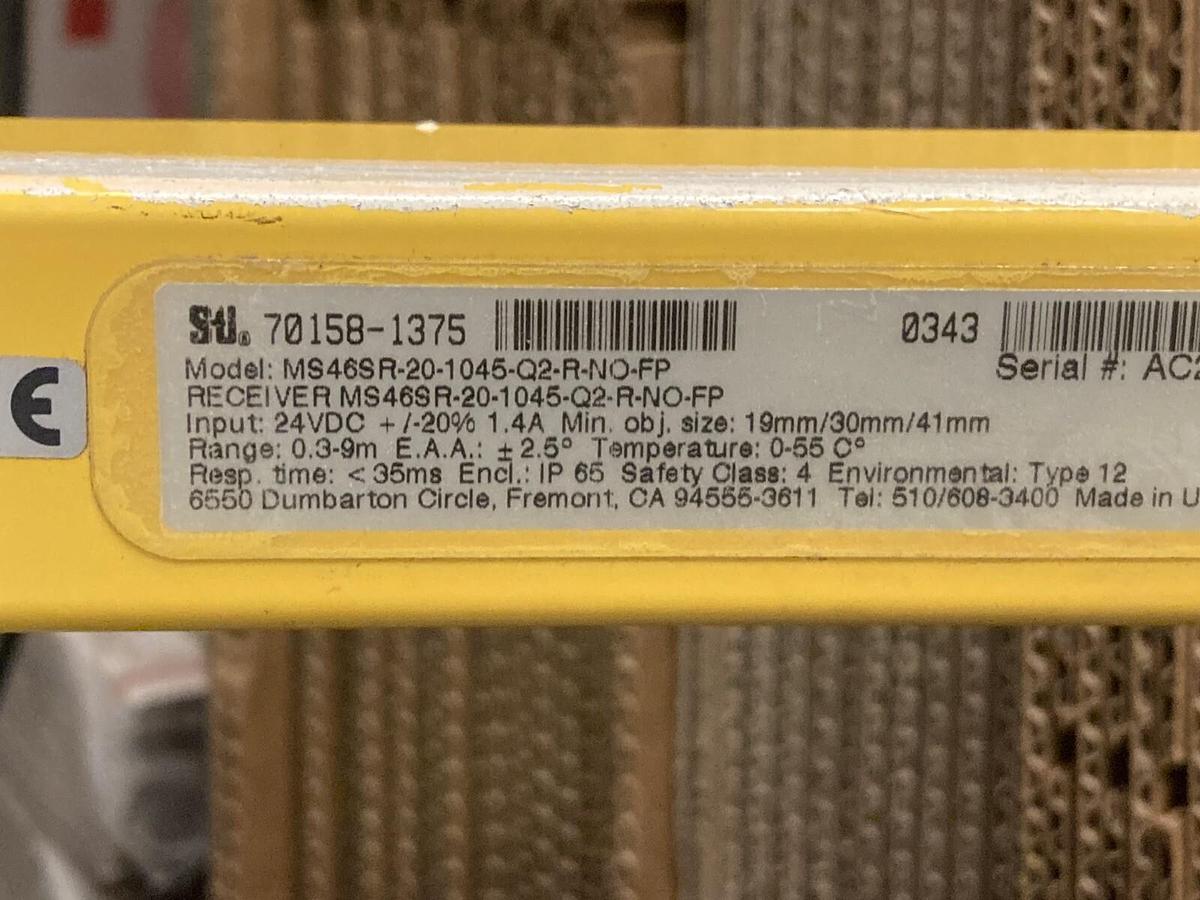 STI® 70158-1375 0343
Model: MS46SR-20-1045-Q2-R-NO-FP Serial #: AC2
RECEIVER MS46SR-20-1045-Q2-R-NO-FP
Input: 24VDC +/-20% 1.4A Min. obj. size: 19mm/30mm/41mm
Range: 0.3-9m E.A.A.: ±2.5° Temperature: 0-55 C°
Resp. time: <35ms Encl.: IP 65 Safety Class: 4 Environmental: Type 12
6550 Dumbarton Circle, Fremont, CA 94555-3611 Tel: 510/608-3400 Made in U
CE